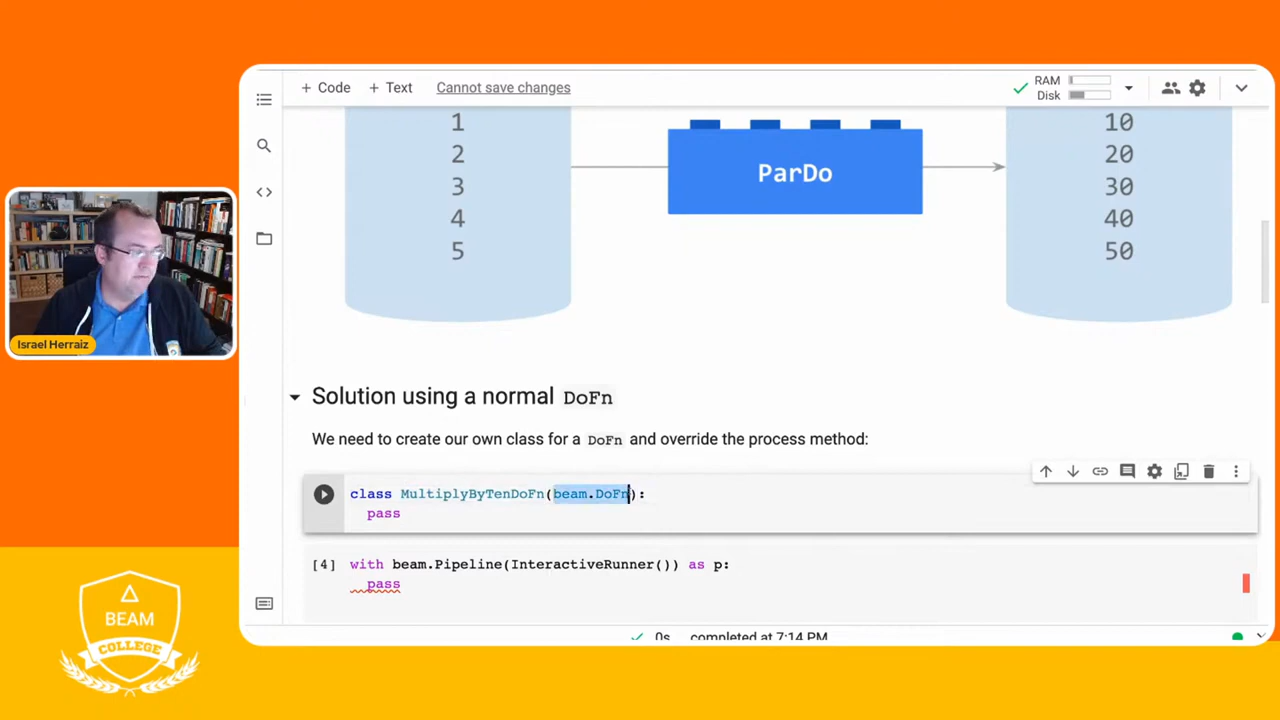 + Code + Text Cannot save changes
RAM
Disk
1
2
3
4
5
ParDo
10
20
30
40
50
Israel Herraiz
Solution using a normal DoFn
We need to create our own class for a DoFn and override the process method:
class MultiplyByTenDoFn(beam.DoFn):
pass
[4] with beam.Pipeline(InteractiveRunner()) as p:
pass
0s completed at 7:14 PM
BEAM
COLLEGE